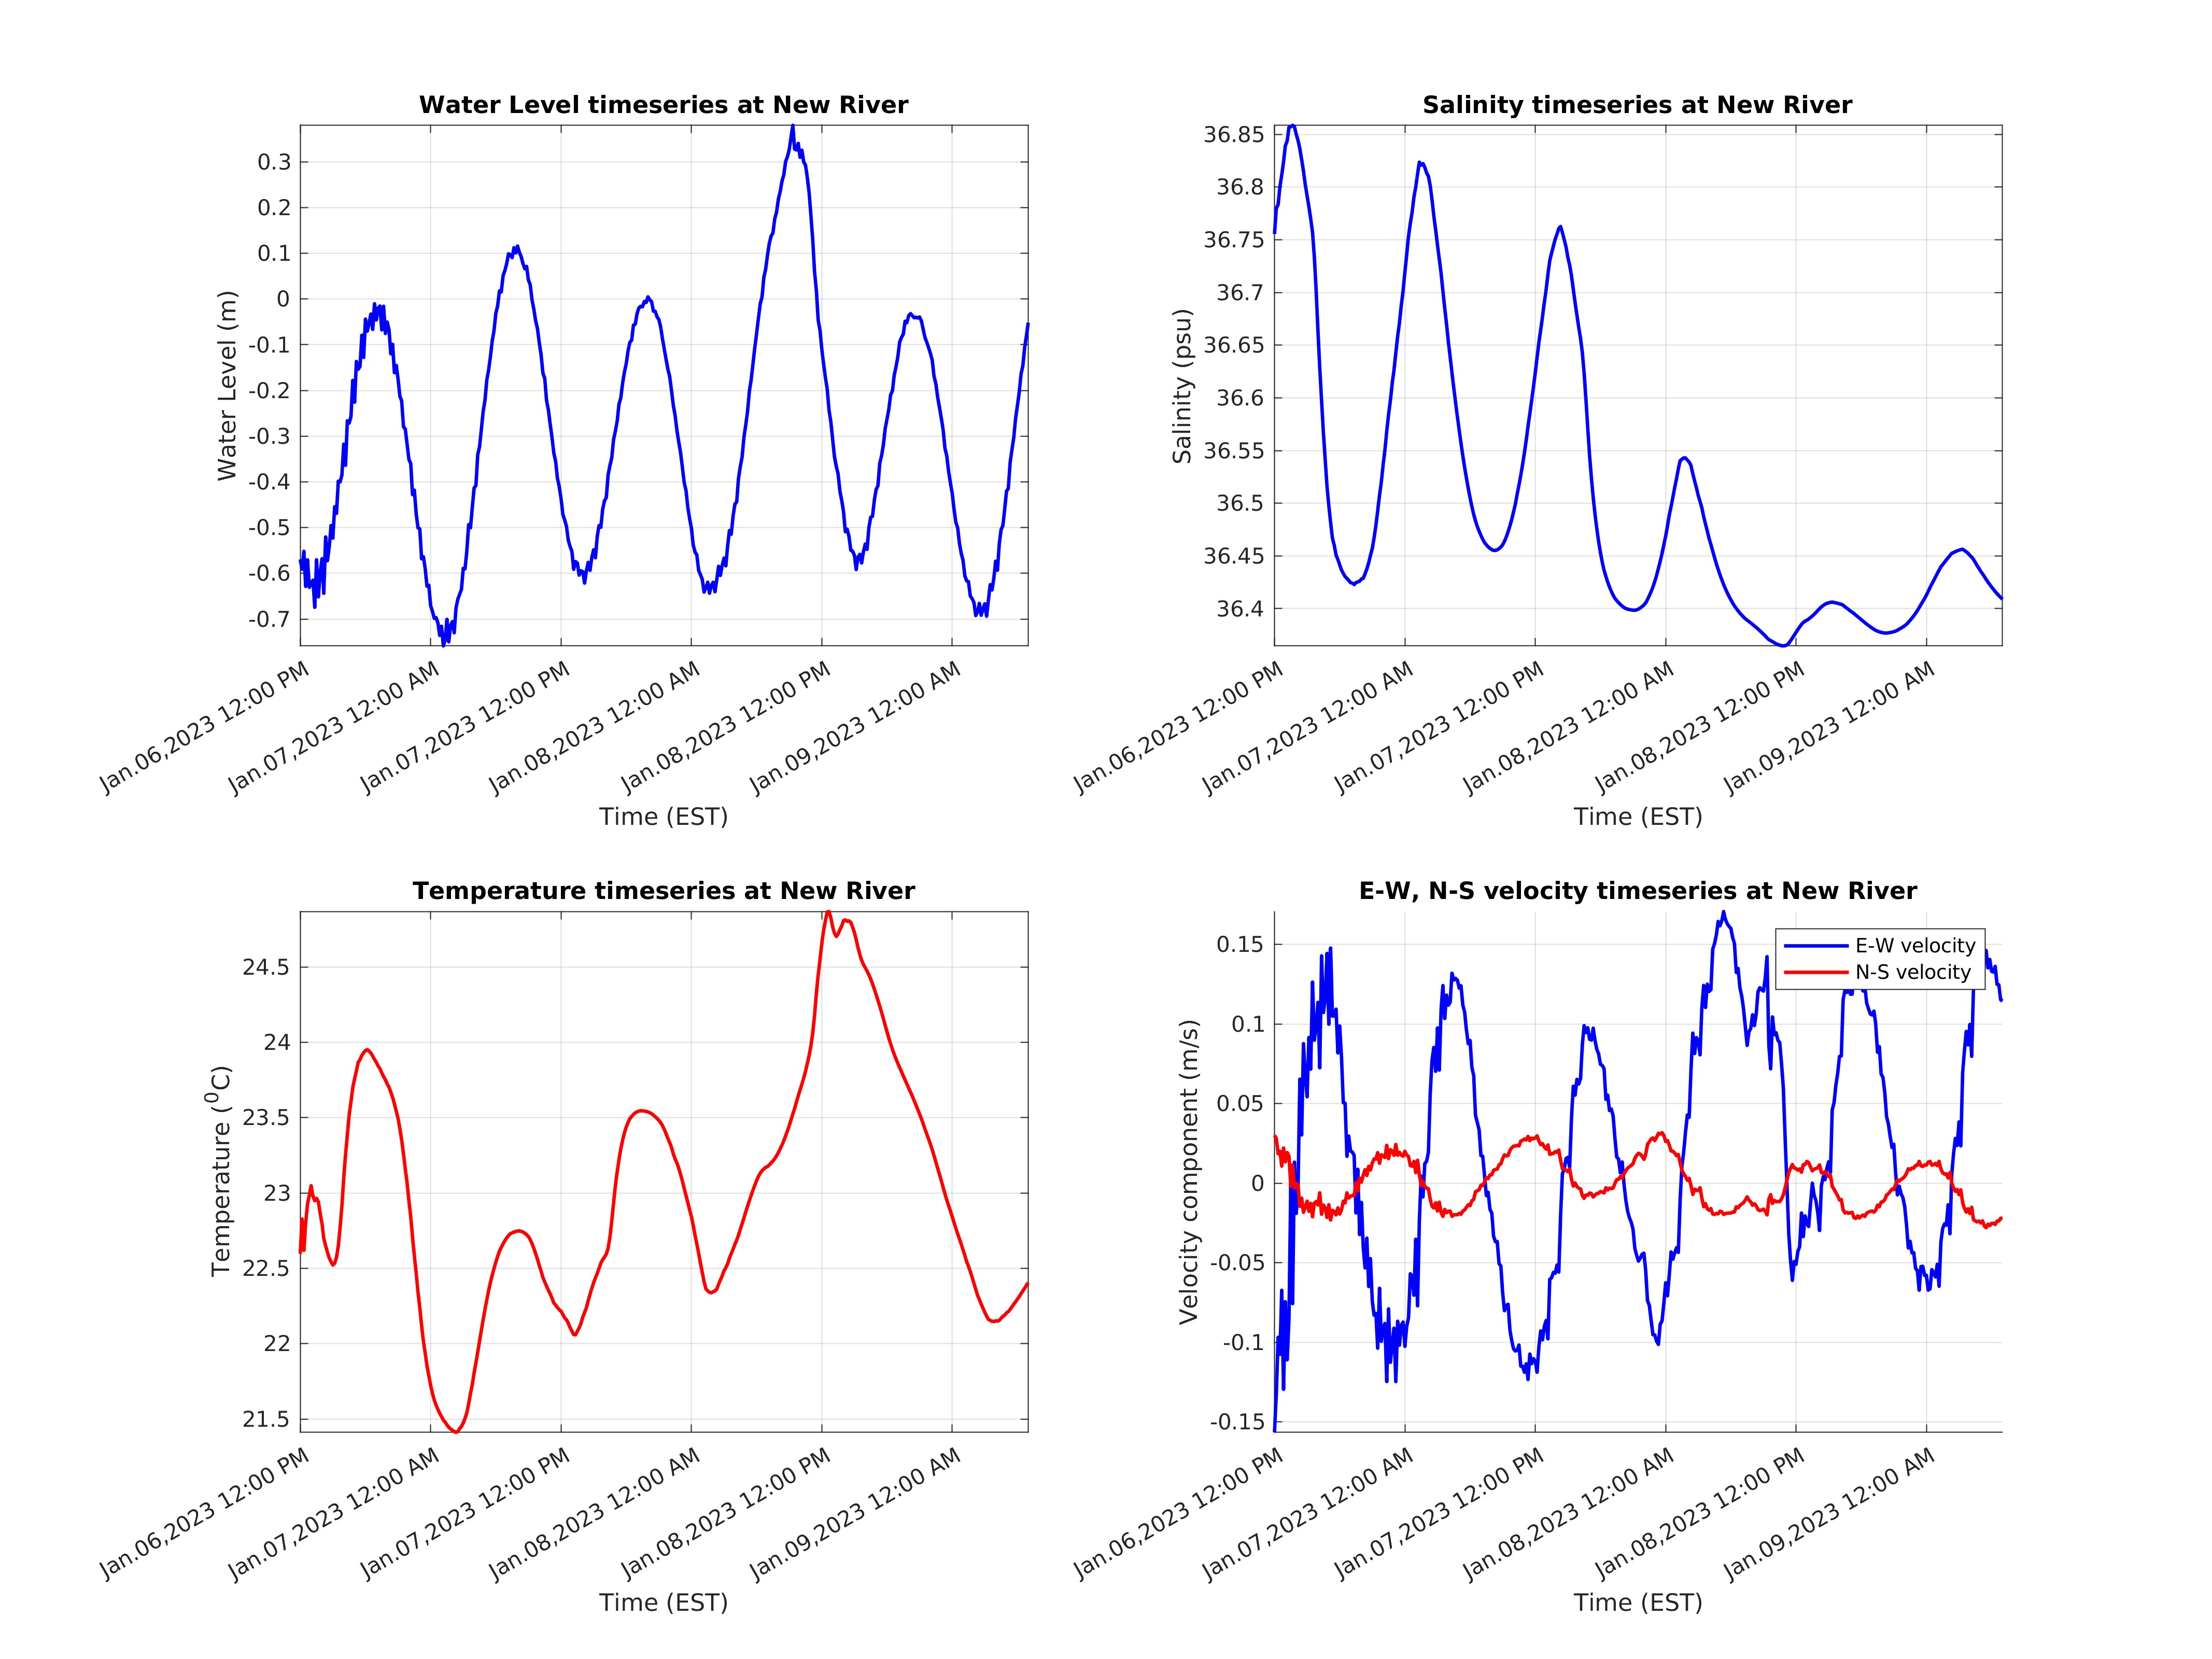 Water Level timeseries at New River
Water Level (m)
0.3
0.2
0.1
0
-0.1
-0.2
-0.3
-0.4
-0.5
-0.6
-0.7
Jan.06,2023 12:00 PM
Jan.07,2023 12:00 AM
Jan.07,2023 12:00 PM
Jan.08,2023 12:00 AM
Jan.08,2023 12:00 PM
Jan.09,2023 12:00 AM
Time (EST)
Salinity timeseries at New River
Salinity (psu)
36.85
36.8
36.75
36.7
36.65
36.6
36.55
36.5
36.45
36.4
Jan.06,2023 12:00 PM
Jan.07,2023 12:00 AM
Jan.07,2023 12:00 PM
Jan.08,2023 12:00 AM
Jan.08,2023 12:00 PM
Jan.09,2023 12:00 AM
Time (EST)
Temperature timeseries at New River
Temperature (⁰C)
24.5
24
23.5
23
22.5
22
21.5
Jan.06,2023 12:00 PM
Jan.07,2023 12:00 AM
Jan.07,2023 12:00 PM
Jan.08,2023 12:00 AM
Jan.08,2023 12:00 PM
Jan.09,2023 12:00 AM
Time (EST)
E-W, N-S velocity timeseries at New River
Velocity component (m/s)
0.15
0.1
0.05
0
-0.05
-0.1
-0.15
E-W velocity
N-S velocity
Jan.06,2023 12:00 PM
Jan.07,2023 12:00 AM
Jan.07,2023 12:00 PM
Jan.08,2023 12:00 AM
Jan.08,2023 12:00 PM
Jan.09,2023 12:00 AM
Time (EST)